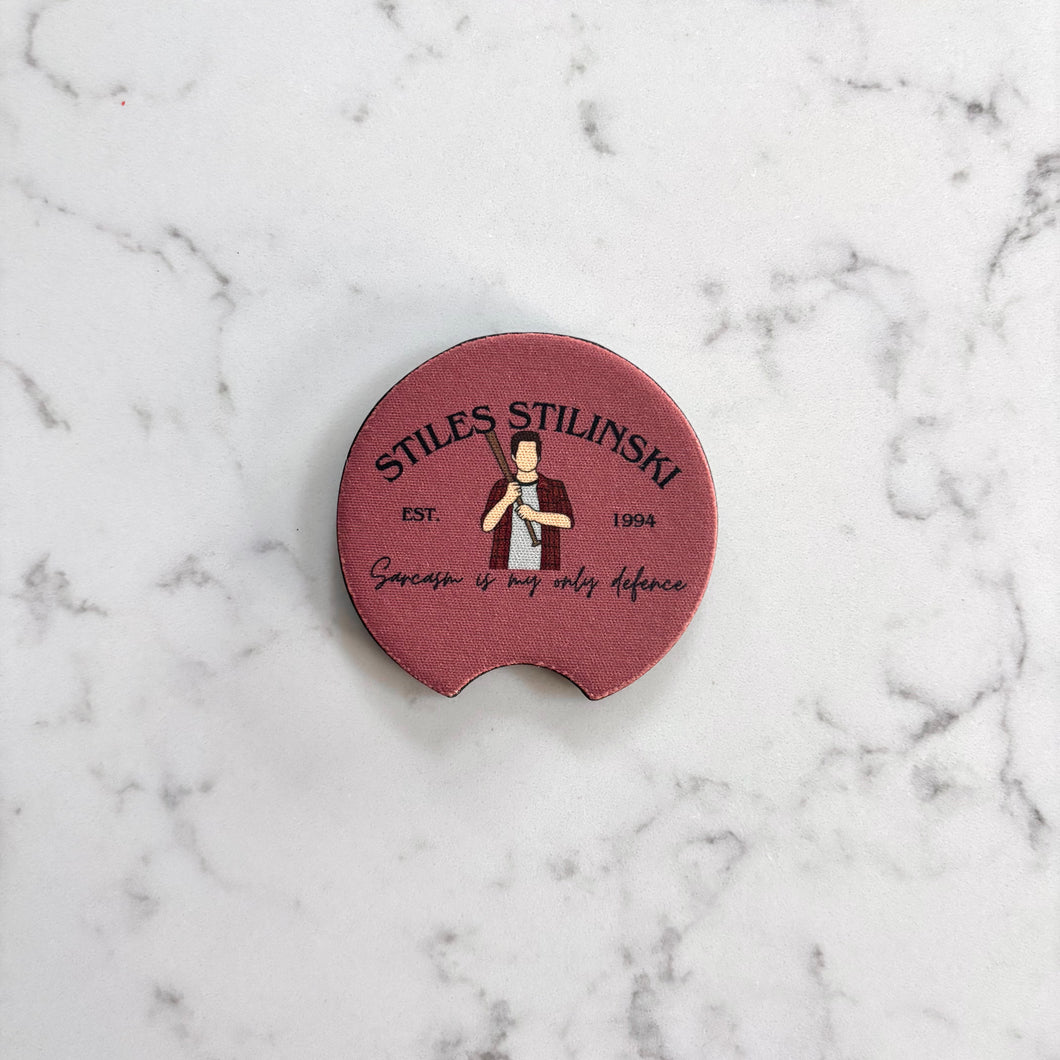 STILES STILINSKI
EST. 1994
Sarcasm is my only defence